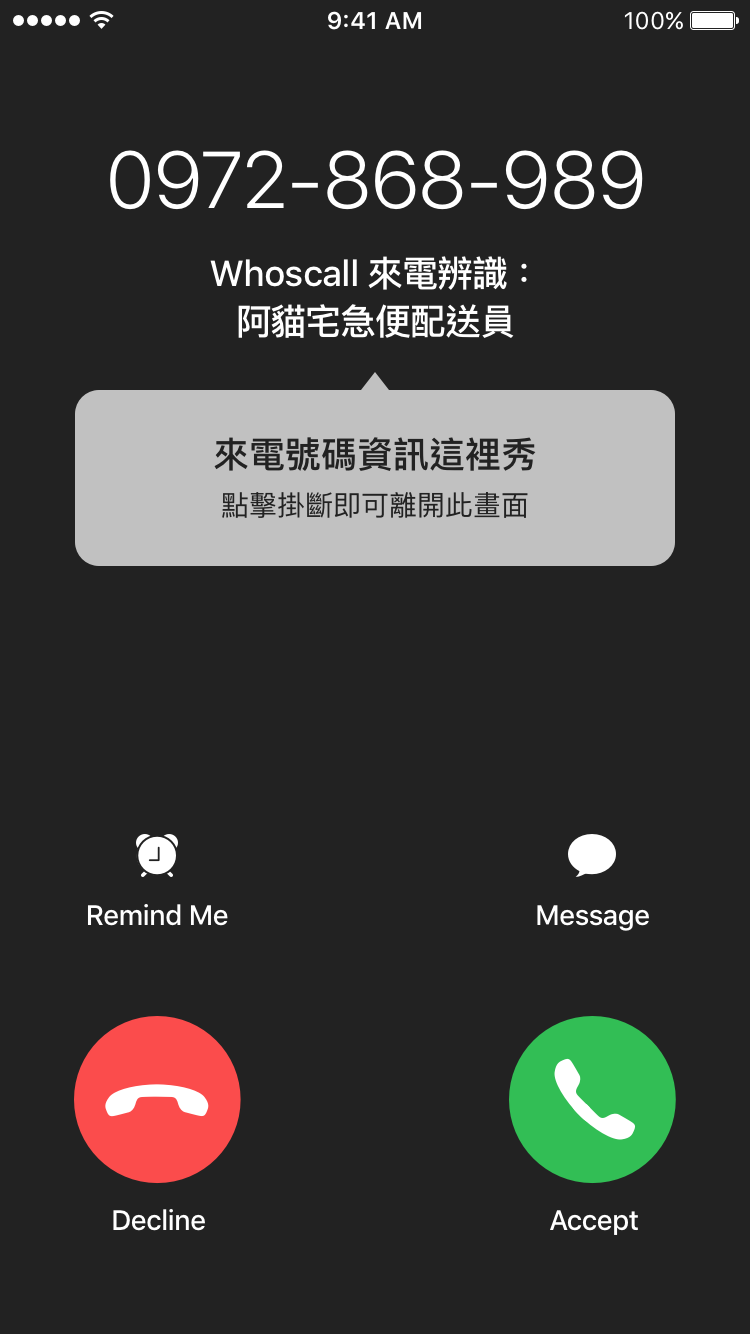 9:41 AM
100%
0972-868-989
Whoscall 來電辨識：
阿貓宅急便配送員
來電號碼資訊這裡秀
點擊掛斷即可離開此畫面
Remind Me
Message
Decline
Accept